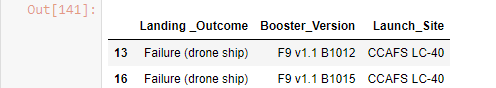 Out[141]:
Landing _Outcome Booster_Version Launch_Site
13 Failure (drone ship) F9 v1.1 B1012 CCAFS LC-40
16 Failure (drone ship) F9 v1.1 B1015 CCAFS LC-40